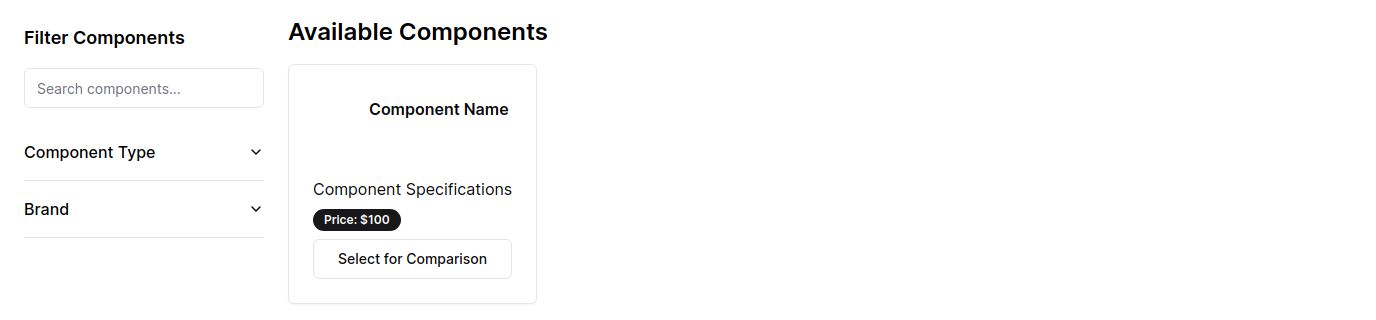 Filter Components
Search components...
Component Type
Brand
Available Components
Component Name
Component Specifications
Price: $100
Select for Comparison